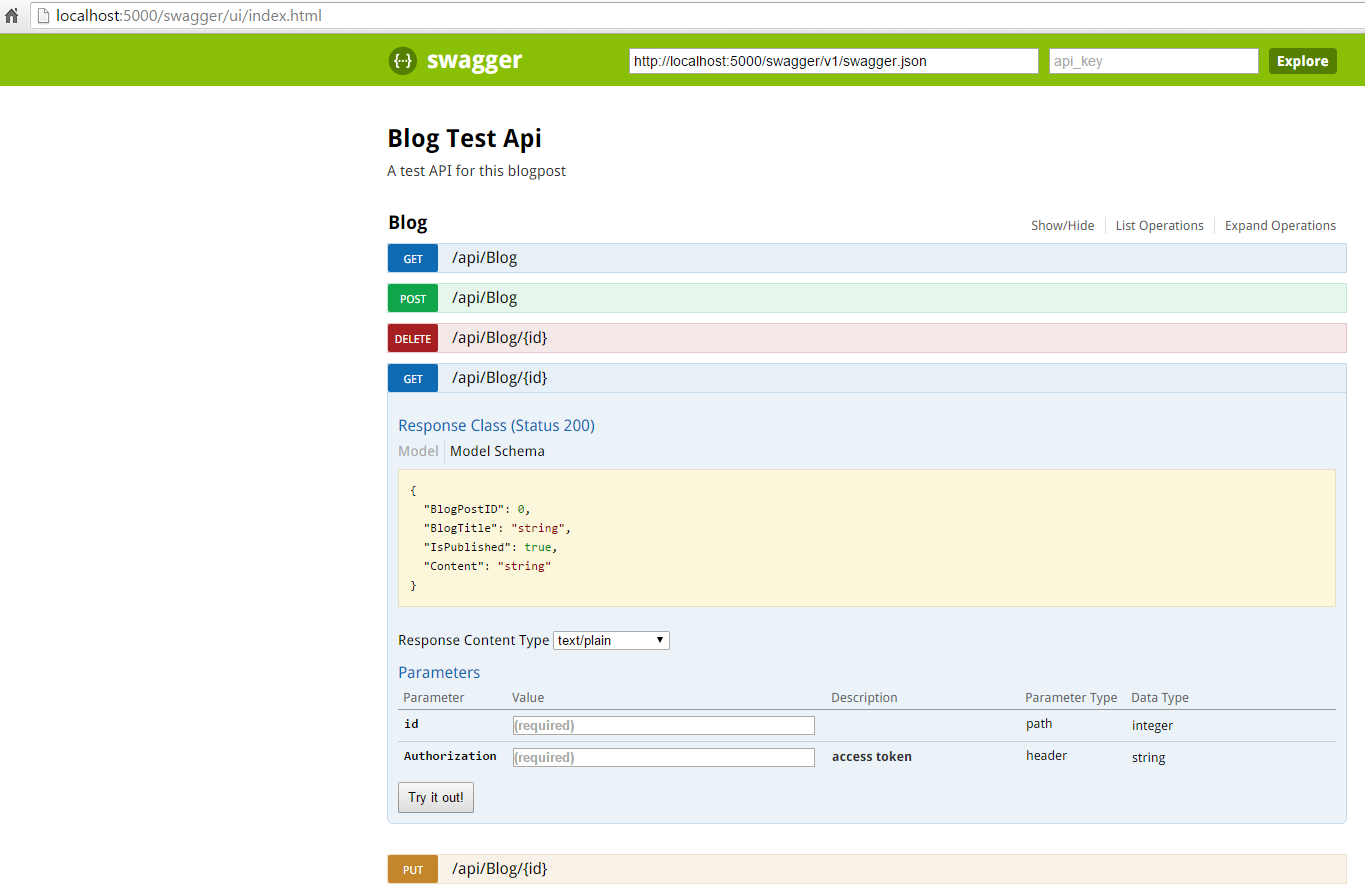 localhost:5000/swagger/ui/index.html
{··} swagger http://localhost:5000/swagger/v1/swagger.json api_key Explore
Blog Test Api
A test API for this blogpost
Blog Show/Hide List Operations Expand Operations
GET /api/Blog
POST /api/Blog
DELETE /api/Blog/{id}
GET /api/Blog/{id}
Response Class (Status 200)
Model Model Schema
{
"BlogPostID": 0,
"BlogTitle": "string",
"IsPublished": true,
"Content": "string"
}
Response Content Type text/plain
Parameters
Parameter Value Description Parameter Type Data Type
id (required) path integer
Authorization (required) access token header string
Try it out!
PUT /api/Blog/{id}